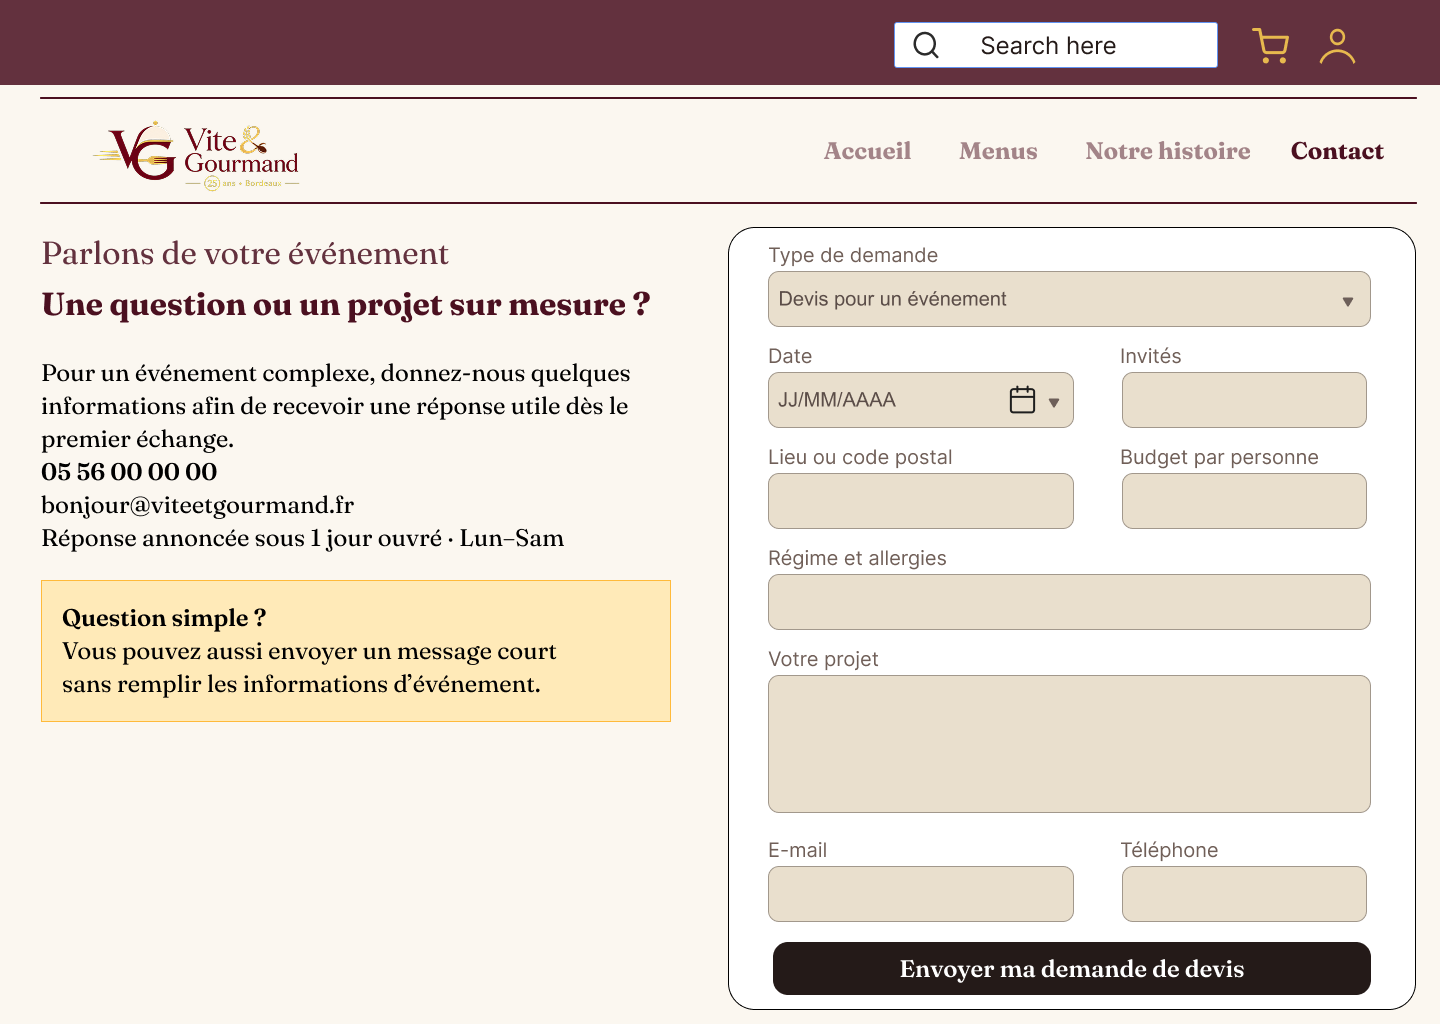 Search here
VG Vite & Gourmand
25 ans • Bordeaux
Accueil Menus Notre histoire Contact
Parlons de votre événement
Une question ou un projet sur mesure ?
Pour un événement complexe, donnez-nous quelques
informations afin de recevoir une réponse utile dès le
premier échange.
05 56 00 00 00
bonjour@viteetgourmand.fr
Réponse annoncée sous 1 jour ouvré · Lun–Sam
Question simple ?
Vous pouvez aussi envoyer un message court
sans remplir les informations d’événement.
Type de demande
Devis pour un événement
Date Invités
JJ/MM/AAAA
Lieu ou code postal Budget par personne
Régime et allergies
Votre projet
E-mail Téléphone
Envoyer ma demande de devis